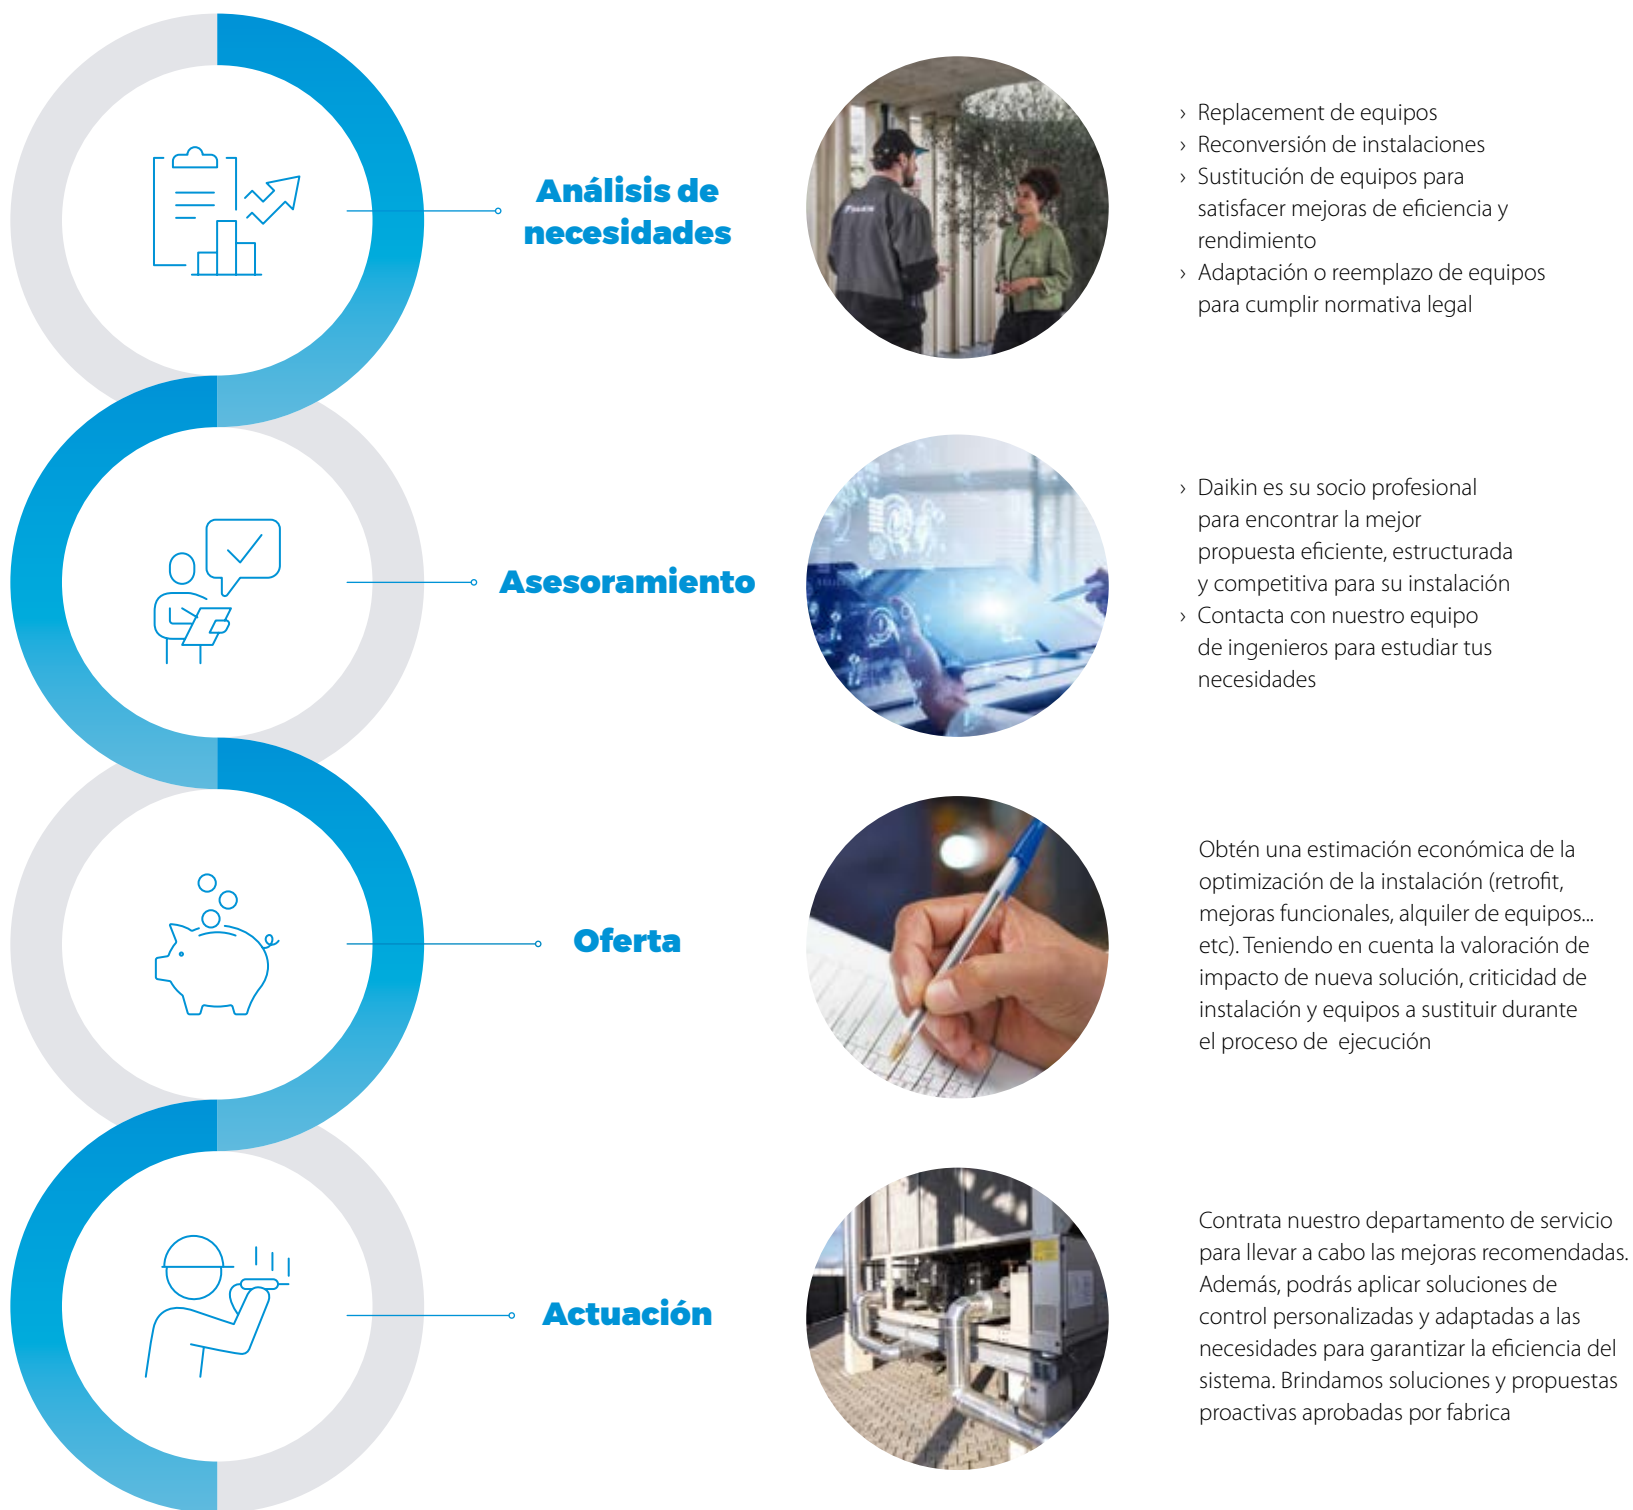 Análisis de
necesidades
› Replacement de equipos
› Reconversión de instalaciones
› Sustitución de equipos para
satisfacer mejoras de eficiencia y
rendimiento
› Adaptación o reemplazo de equipos
para cumplir normativa legal
Asesoramiento
› Daikin es su socio profesional
para encontrar la mejor
propuesta eficiente, estructurada
y competitiva para su instalación
› Contacta con nuestro equipo
de ingenieros para estudiar tus
necesidades
Oferta
Obtén una estimación económica de la
optimización de la instalación (retrofit,
mejoras funcionales, alquiler de equipos...
etc). Teniendo en cuenta la valoración de
impacto de nueva solución, criticidad de
instalación y equipos a sustituir durante
el proceso de ejecución
Actuación
Contrata nuestro departamento de servicio
para llevar a cabo las mejoras recomendadas.
Además, podrás aplicar soluciones de
control personalizadas y adaptadas a las
necesidades para garantizar la eficiencia del
sistema. Brindamos soluciones y propuestas
proactivas aprobadas por fabrica